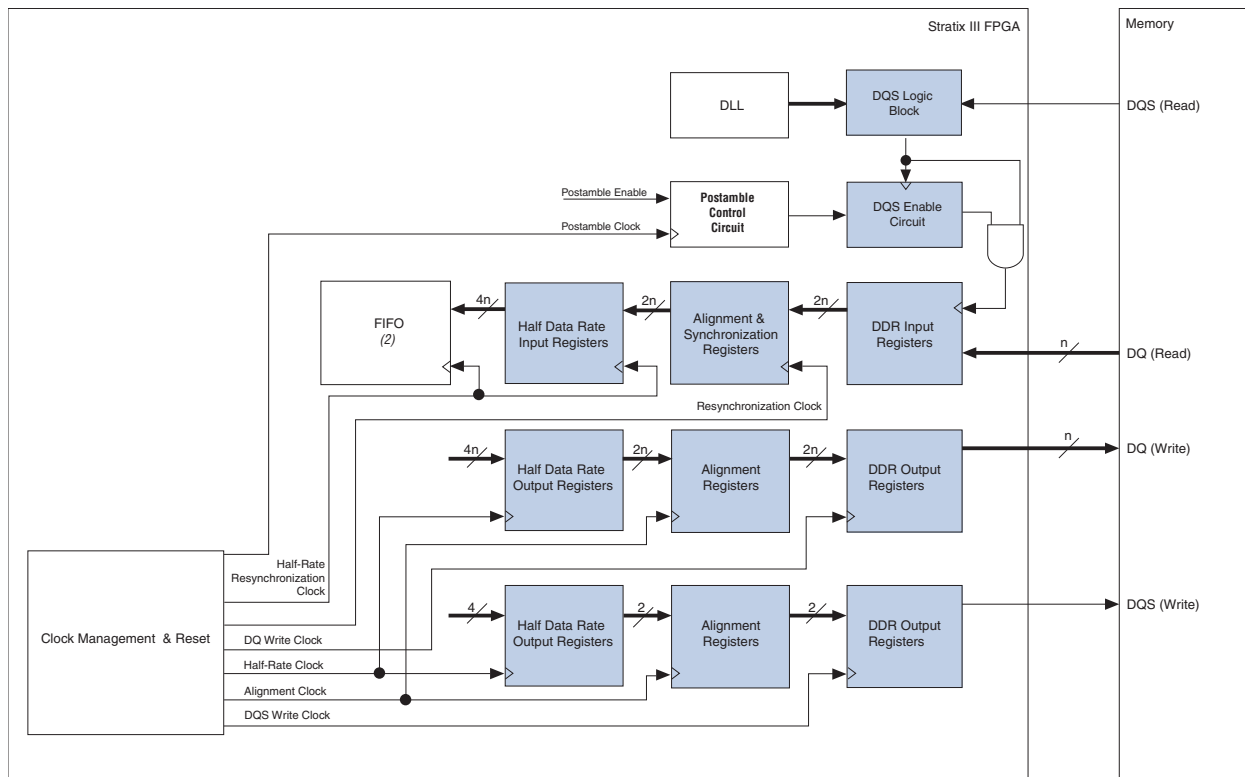 Stratix III FPGA
Memory
DLL
DQS Logic
Block
DQS (Read)
Postamble Enable
Postamble
Control
Circuit
DQS Enable
Circuit
Postamble Clock
4n
2n
2n
FIFO
(2)
Half Data Rate
Input Registers
Alignment &
Synchronization
Registers
DDR Input
Registers
n
DQ (Read)
Resynchronization Clock
4n
2n
2n
n
Half Data Rate
Output Registers
Alignment
Registers
DDR Output
Registers
DQ (Write)
Half-Rate
Resynchronization
Clock
4
2
2
Half Data Rate
Output Registers
Alignment
Registers
DDR Output
Registers
DQS (Write)
Clock Management & Reset
DQ Write Clock
Half-Rate Clock
Alignment Clock
DQS Write Clock